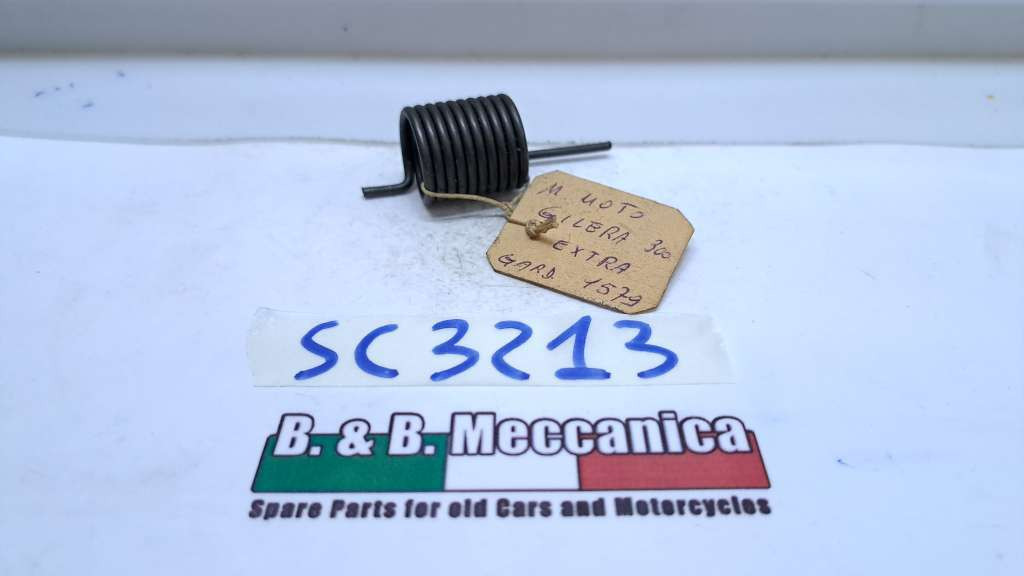 M MOTO
GILERA 300
EXTRA
GARD. 1579
SC3213
B. & B. Meccanica
Spare Parts for old Cars and Motorcycles